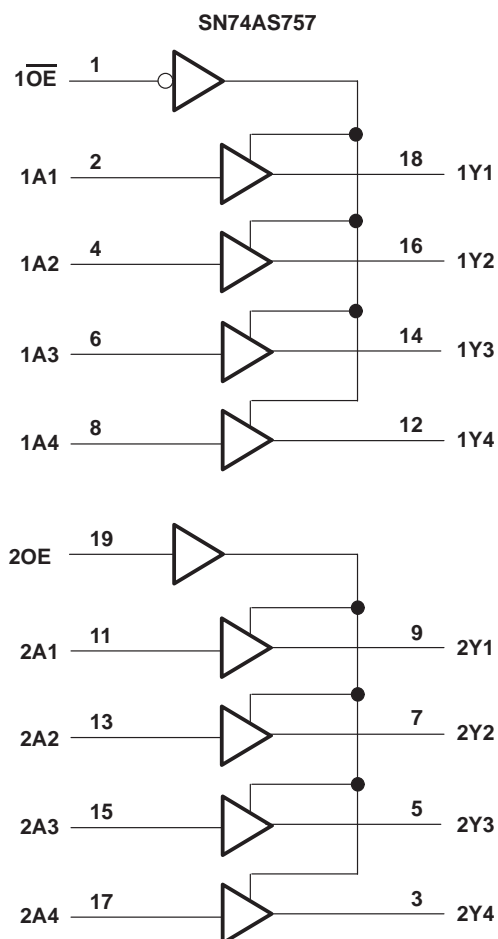 SN74AS757
1O̅E̅ 1
1A1 2 18 1Y1
1A2 4 16 1Y2
1A3 6 14 1Y3
1A4 8 12 1Y4
2OE 19
2A1 11 9 2Y1
2A2 13 7 2Y2
2A3 15 5 2Y3
2A4 17 3 2Y4